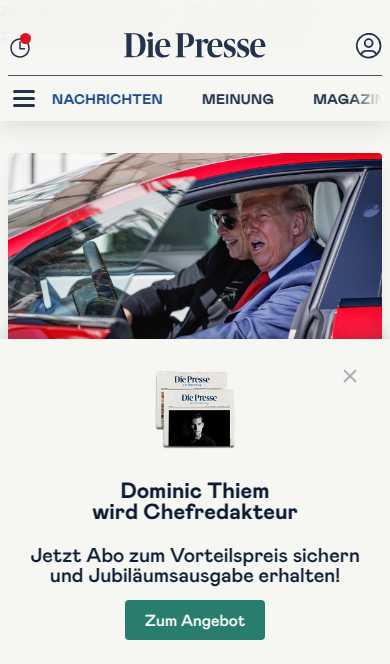 Die Presse
NACHRICHTEN MEINUNG MAGAZIN
Die Presse
Die Presse
Dominic Thiem
wird Chefredakteur
Jetzt Abo zum Vorteilspreis sichern
und Jubiläumsausgabe erhalten!
Zum Angebot